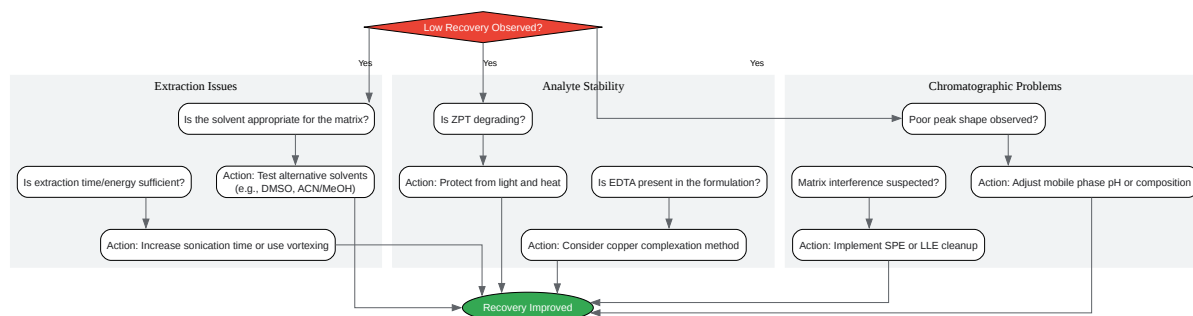 Low Recovery Observed?
Yes
Yes
Yes
Extraction Issues
Analyte Stability
Chromatographic Problems
Is the solvent appropriate for the matrix?
Is ZPT degrading?
Poor peak shape observed?
Is extraction time/energy sufficient?
Action: Test alternative solvents
(e.g., DMSO, ACN/MeOH)
Action: Protect from light and heat
Is EDTA present in the formulation?
Matrix interference suspected?
Action: Adjust mobile phase pH or composition
Action: Increase sonication time or use vortexing
Action: Consider copper complexation method
Action: Implement SPE or LLE cleanup
Recovery Improved